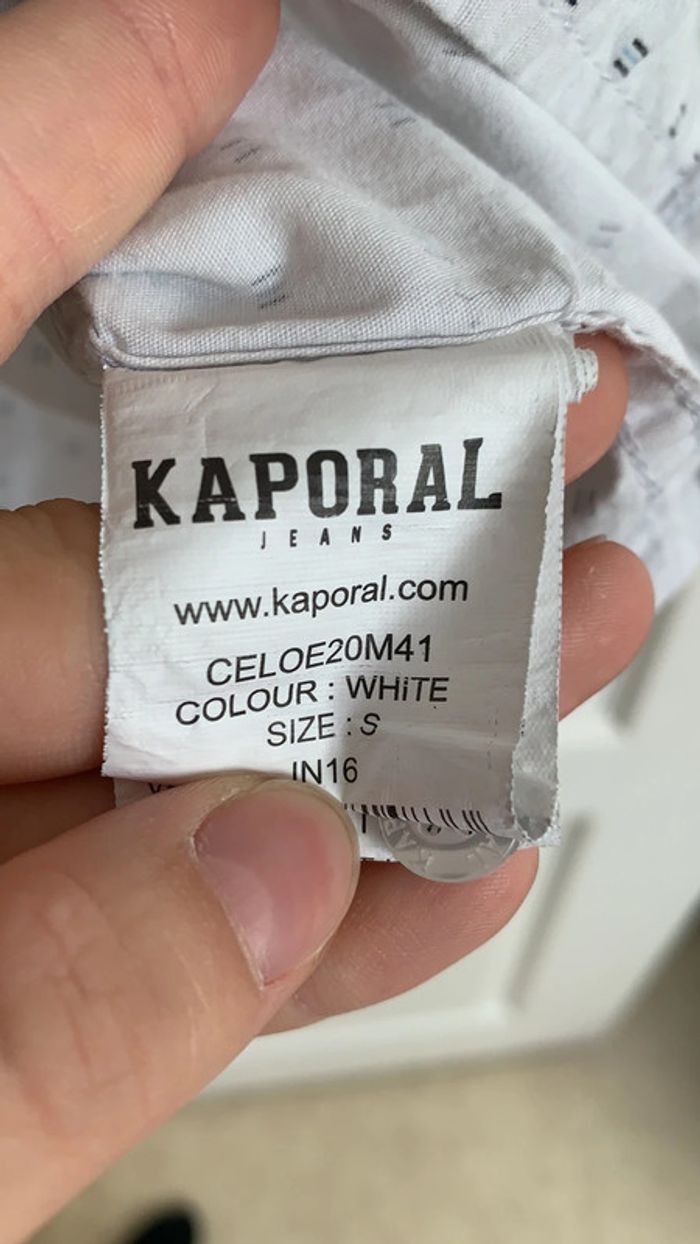 KAPORAL
JEANS
www.kaporal.com
CELOE20M41
COLOUR : WHiTE
SIZE : S
IN16